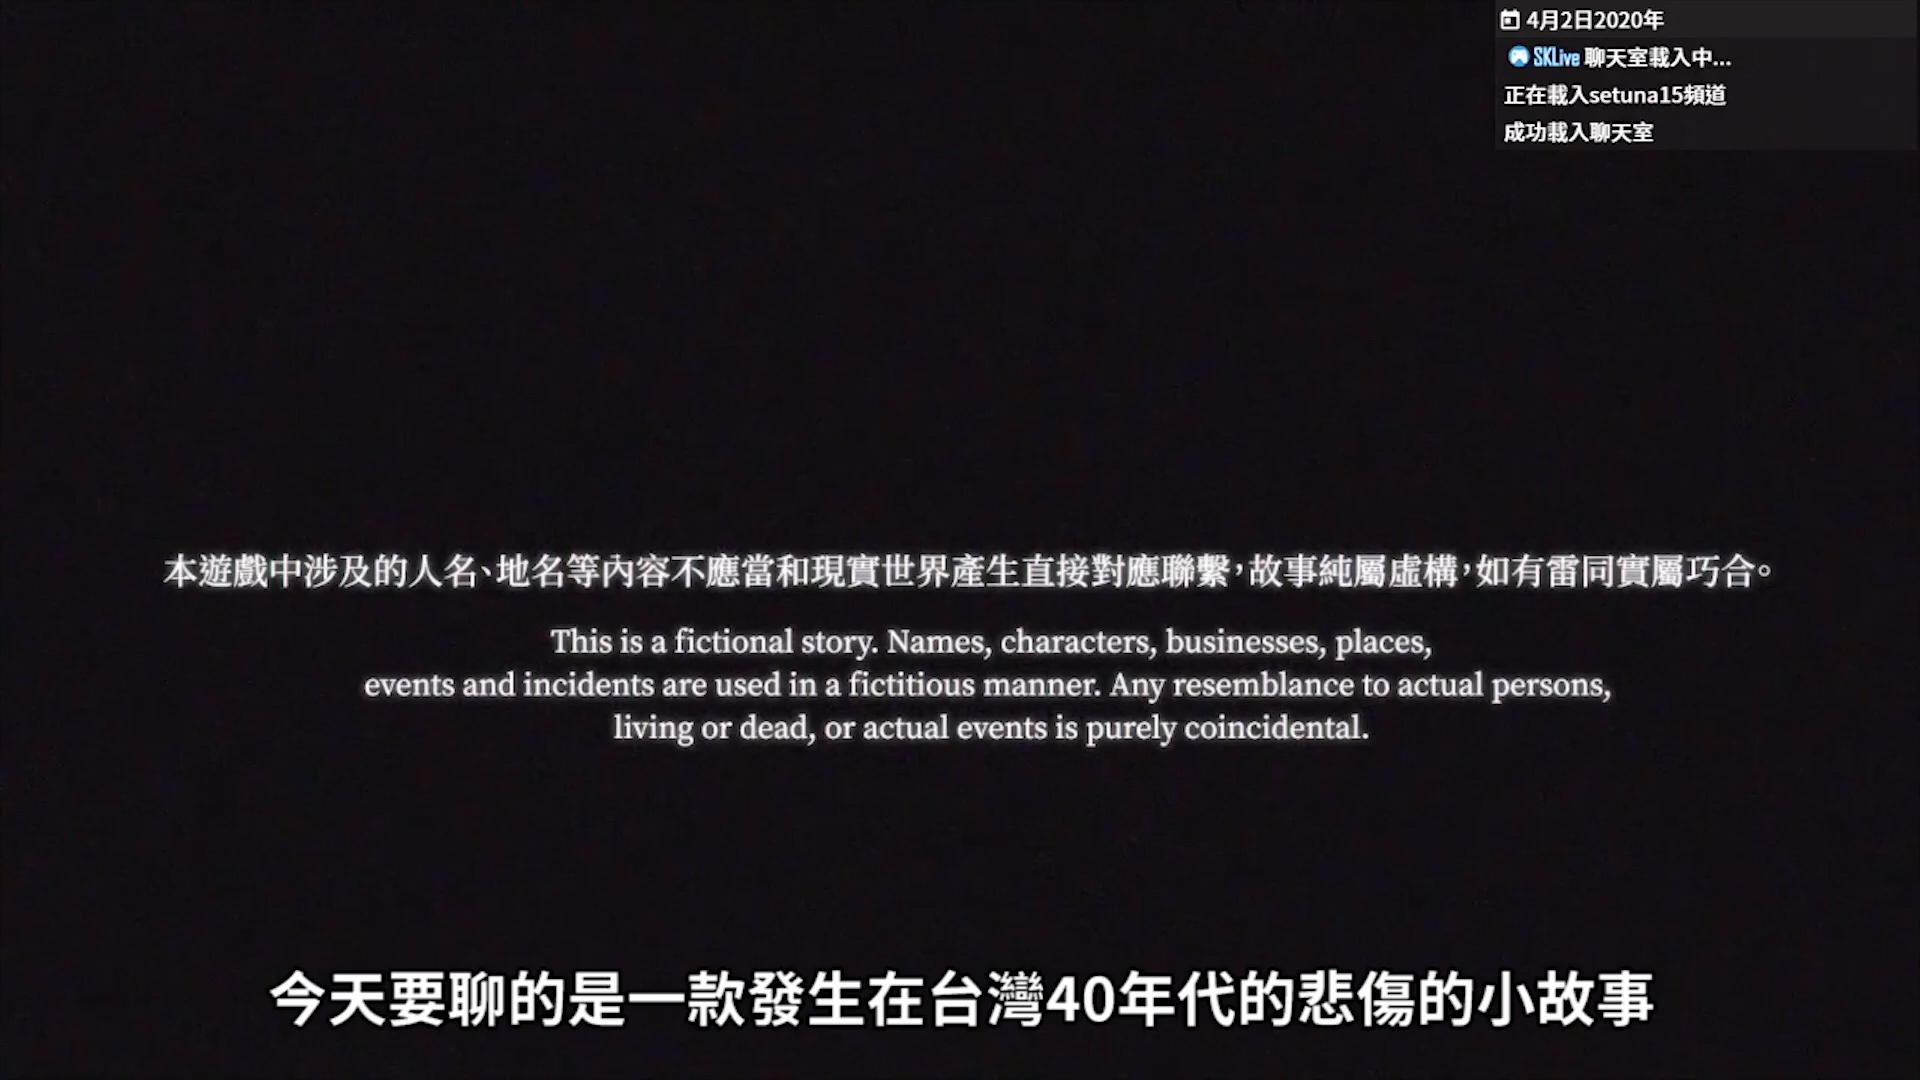 4月2日2020年
SKLive 聊天室載入中...
正在載入setuna15頻道
成功載入聊天室
本遊戲中涉及的人名、地名等內容不應當和現實世界產生直接對應聯繫，故事純屬虛構，如有雷同實屬巧合。
This is a fictional story. Names, characters, businesses, places,
events and incidents are used in a fictitious manner. Any resemblance to actual persons,
living or dead, or actual events is purely coincidental.
今天要聊的是一款發生在台灣40年代的悲傷的小故事